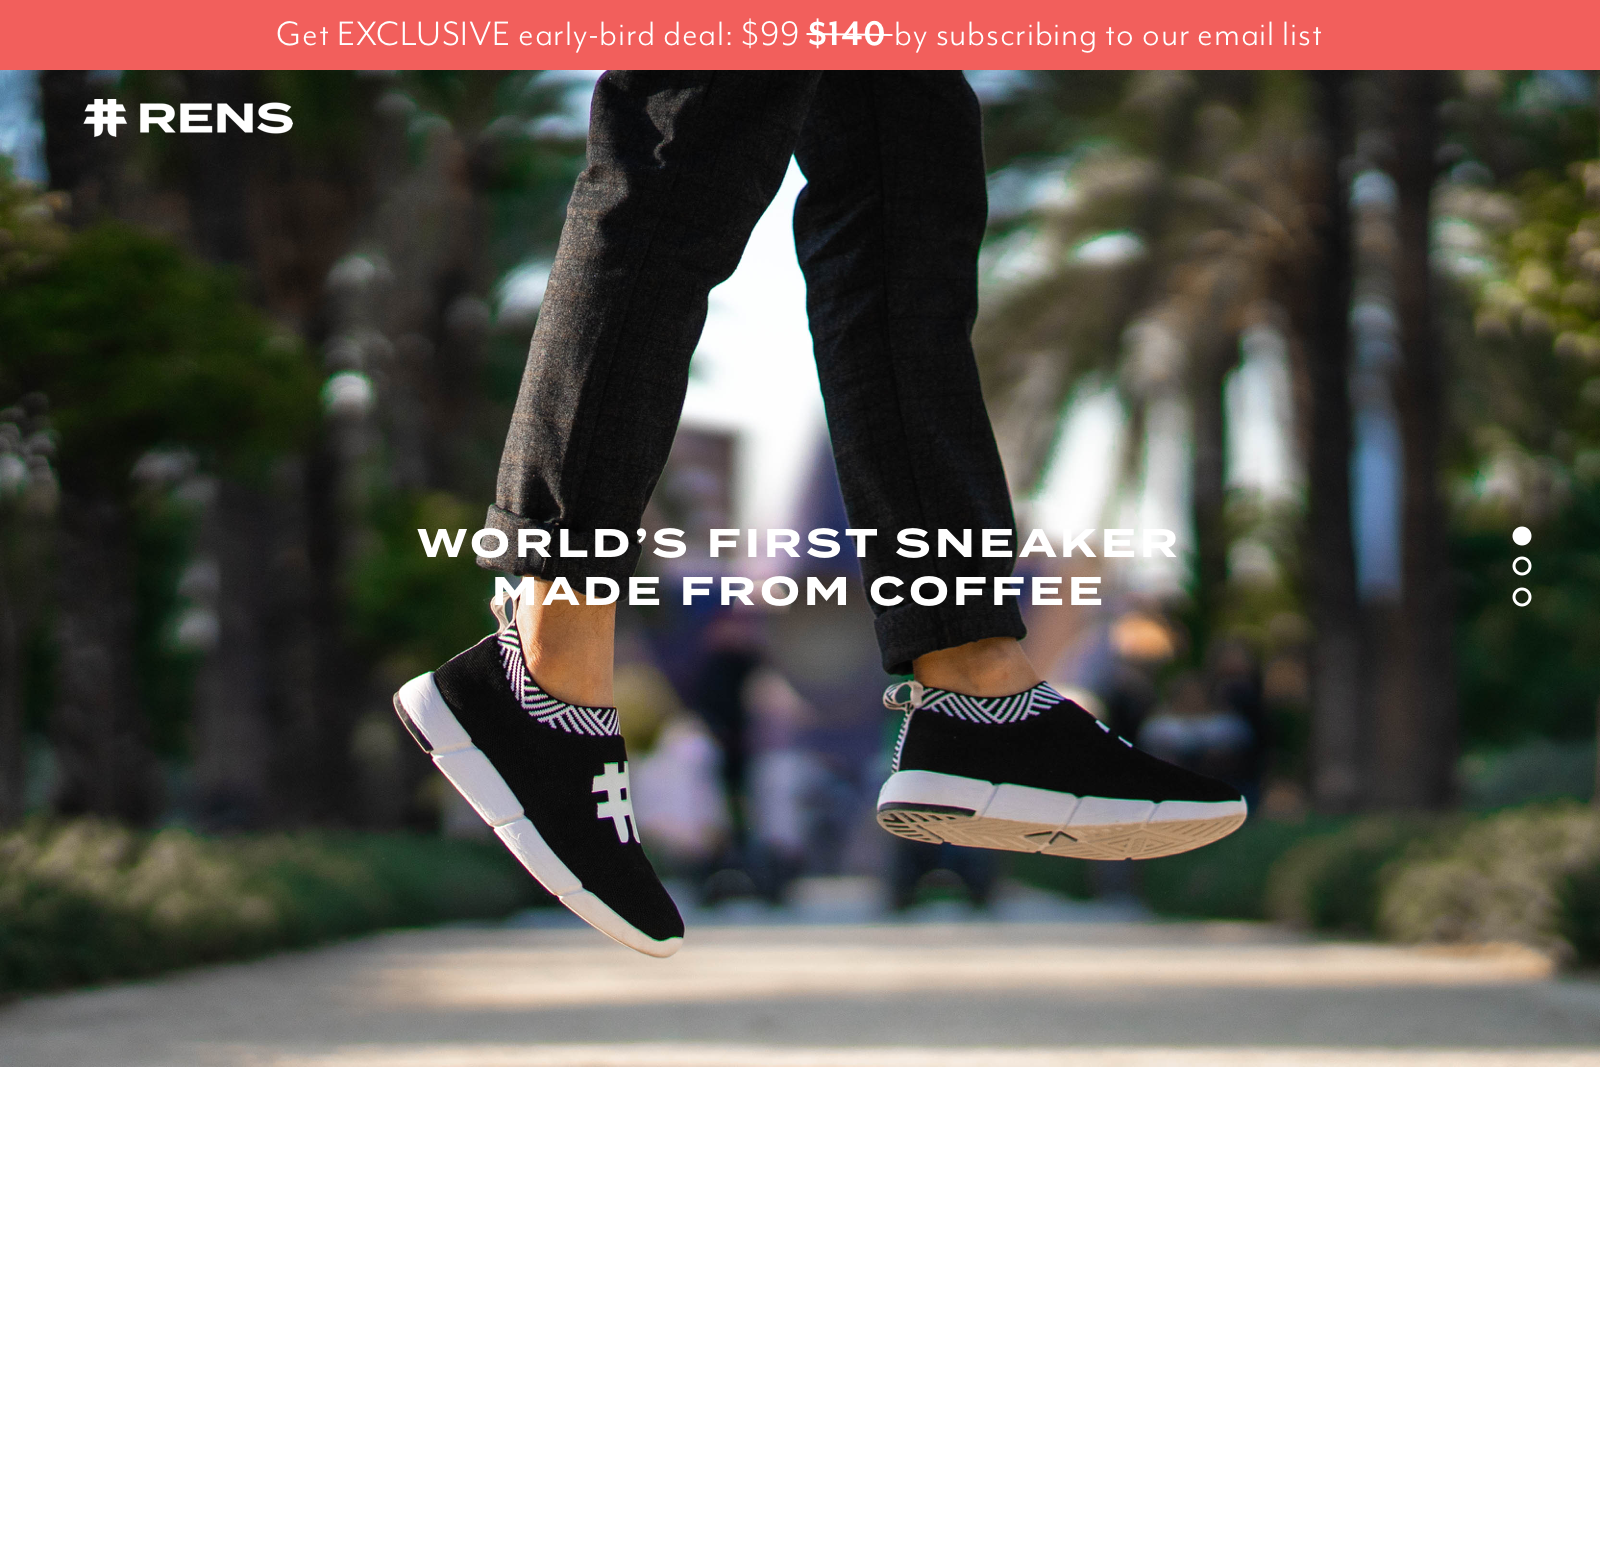 Get EXCLUSIVE early-bird deal: $99 $140 by subscribing to our email list
RENS
WORLD’S FIRST SNEAKER
MADE FROM COFFEE